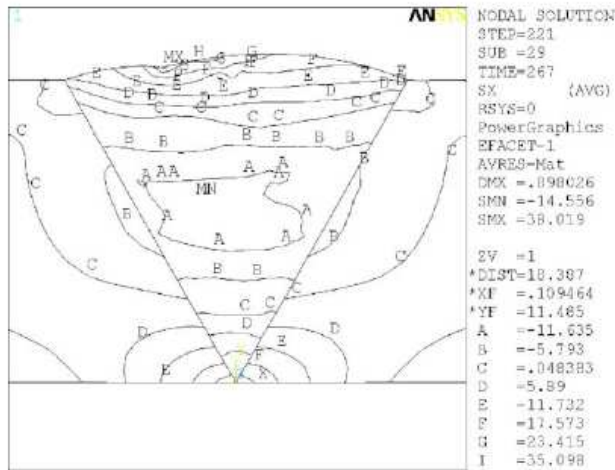 1
ANSYS
NODAL SOLUTION
STEP=221
SUB =29
TIME=267
SX (AVG)
RSYS=0
PowerGraphics
EFACET-1
AVRES=Mat
DMX =.898026
SMN =-14.556
SMX =38.019
ZV =1
*DIST=18.387
*XF =.109464
*YF =11.485
A =-11.635
B =-5.793
C =.048383
D =5.89
E =-11.732
F =17.573
G =23.415
I =35.098
MX H G F
E E E E
D D D D D
C C C C C C
B B B B B B
A A A A A
MN
C C
B A A B
A A
C B B C
C C C
D D D
E E
F
E X